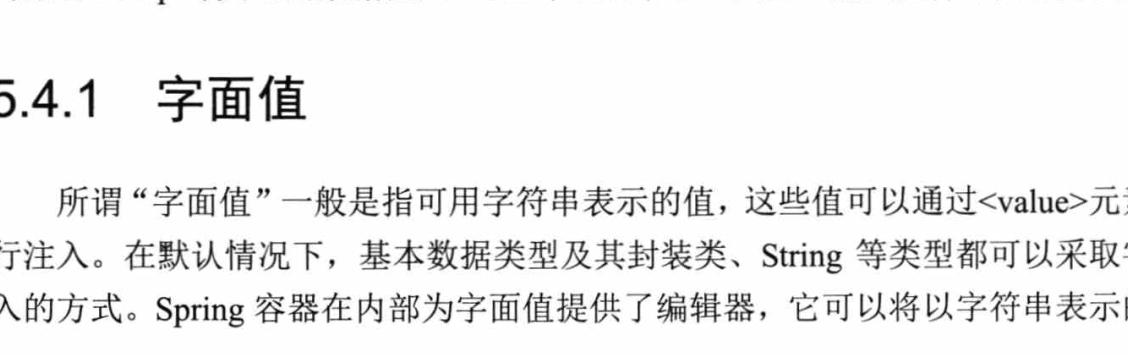 5.4.1 字面值
所谓“字面值”一般是指可用字符串表示的值，这些值可以通过<value>元
行注入。在默认情况下，基本数据类型及其封装类、String 等类型都可以采取
入的方式。Spring 容器在内部为字面值提供了编辑器，它可以将以字符串表示